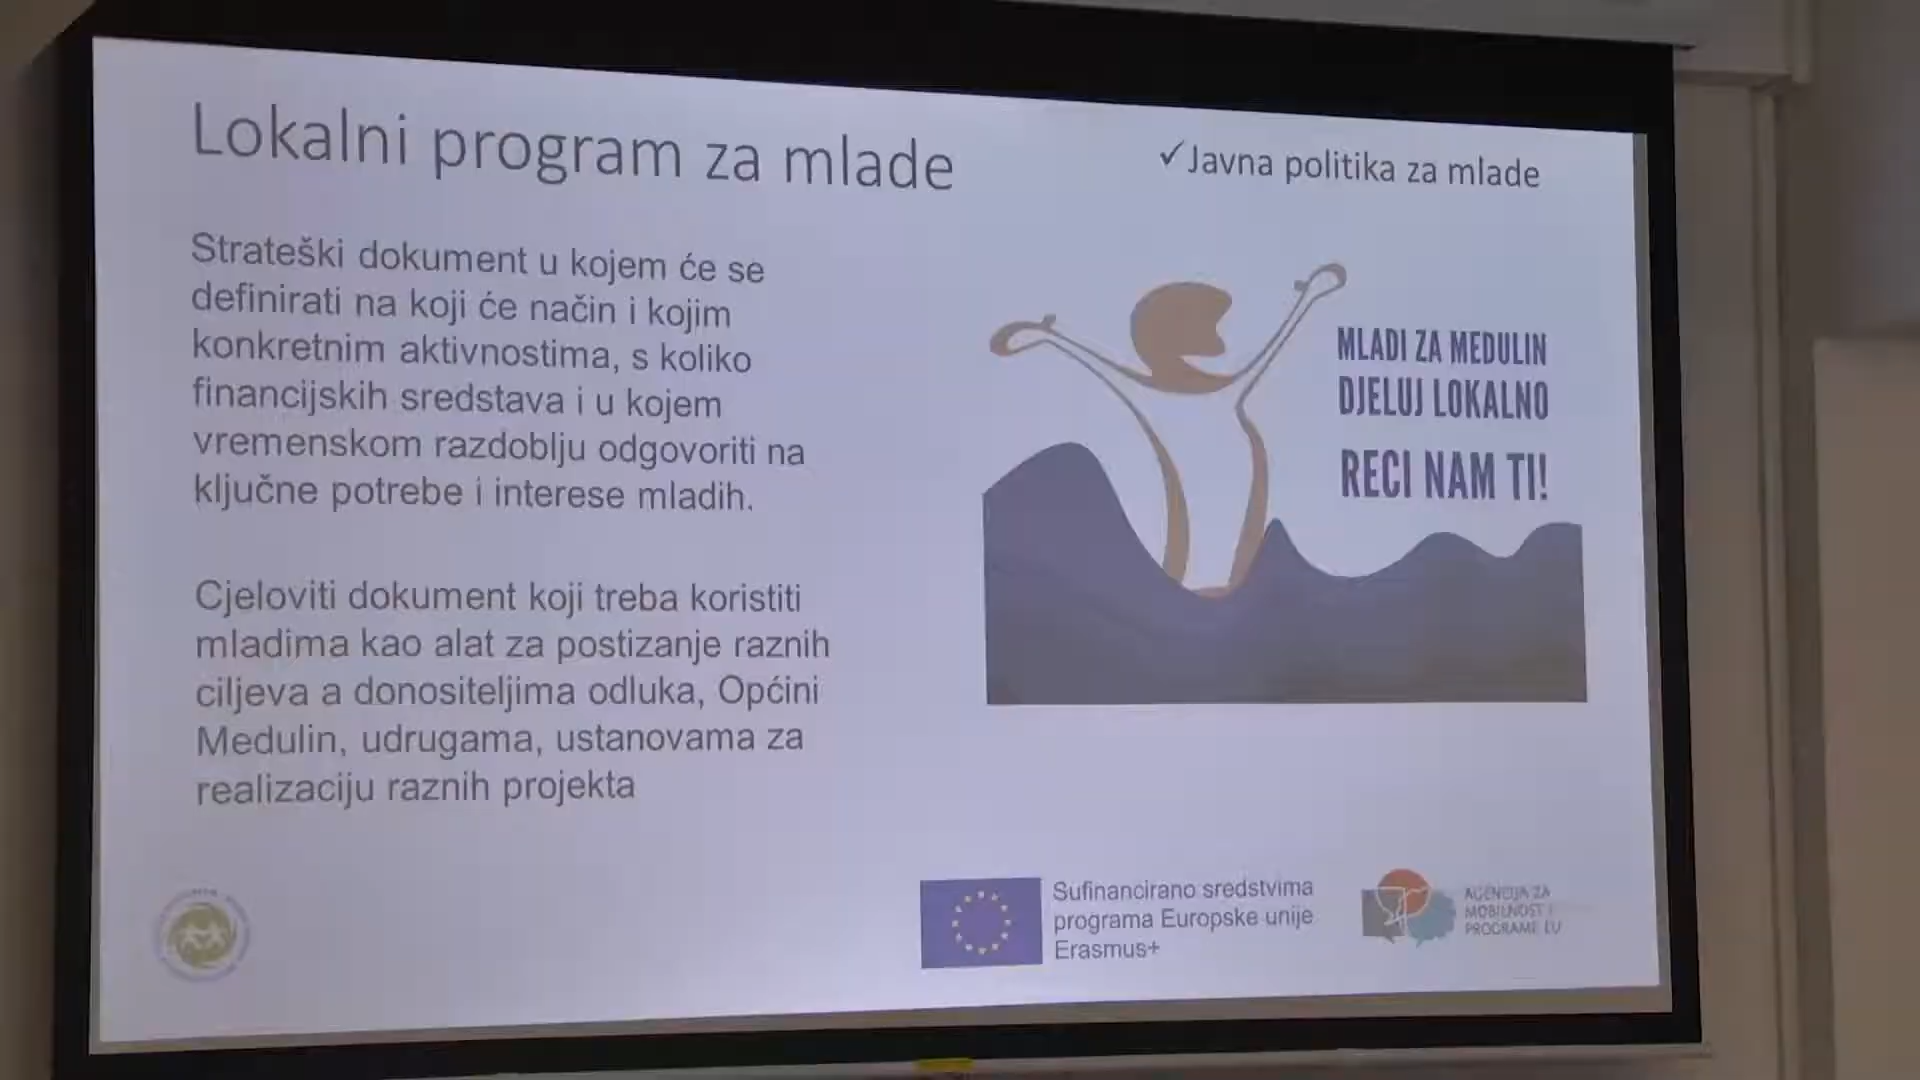 Lokalni program za mlade
✓Javna politika za mlade
Strateški dokument u kojem će se
definirati na koji će način i kojim
konkretnim aktivnostima, s koliko
financijskih sredstava i u kojem
vremenskom razdoblju odgovoriti na
ključne potrebe i interese mladih.
Cjeloviti dokument koji treba koristiti
mladima kao alat za postizanje raznih
ciljeva a donositeljima odluka, Općini
Medulin, udrugama, ustanovama za
realizaciju raznih projekta
MLADI ZA MEDULIN
DJELUJ LOKALNO
RECI NAM TI!
Sufinancirano sredstvima
programa Europske unije
Erasmus+
AGENCIJA ZA
MOBILNOST I
PROGRAME EU